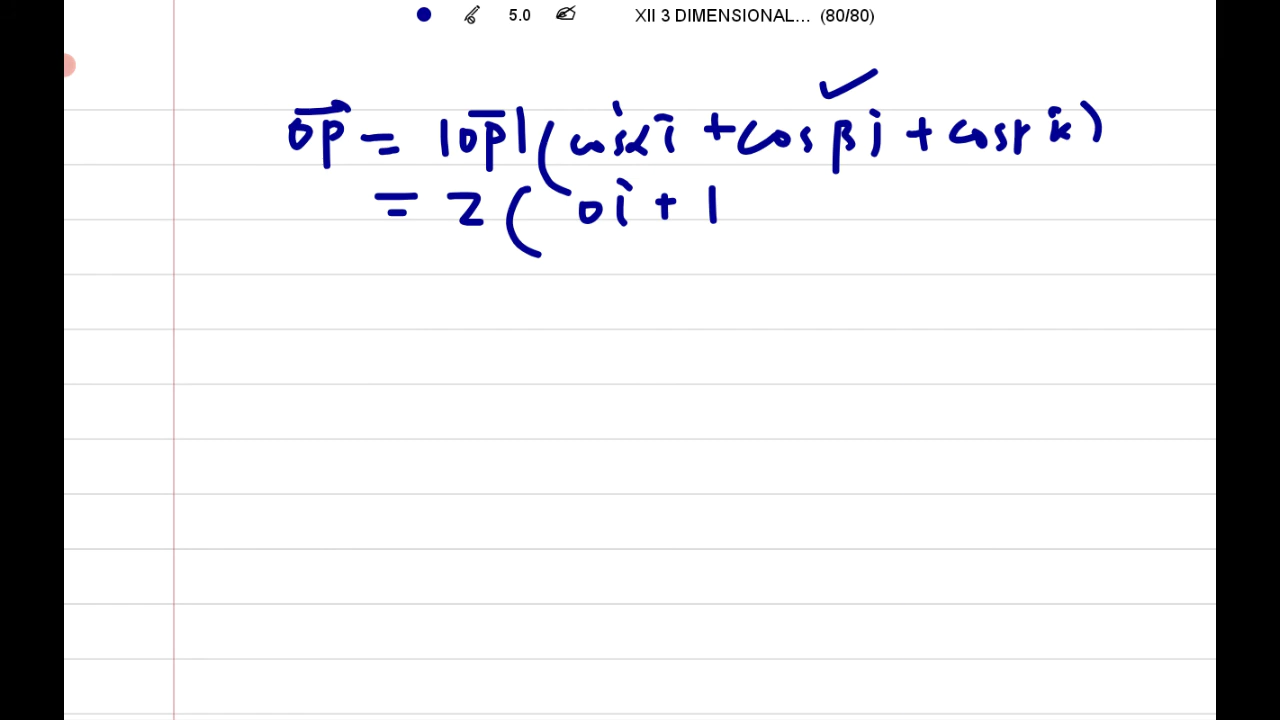 5.0 XII 3 DIMENSIONAL... (80/80)
OP⃗ = |OP̅| (cosα î + cosβ ĵ + cosγ k̂)
= 2 ( 0î + 1